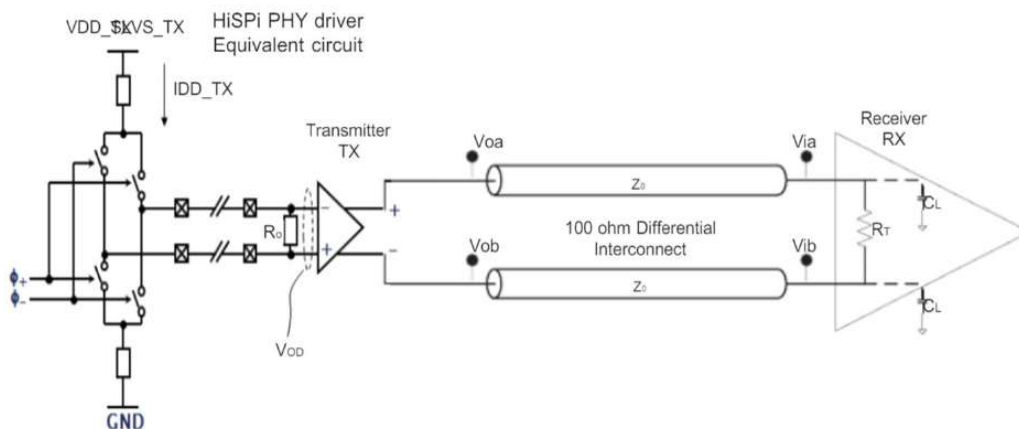 HiSPi PHY driver
Equivalent circuit
IDD_TX
Transmitter
TX
Receiver
RX
Voa
Via
Z₀
CL
Ro
+
-
-
+
100 ohm Differential
Interconnect
RT
Vob
Vib
ϕ+
ϕ-
Z₀
CL
VOD
GND